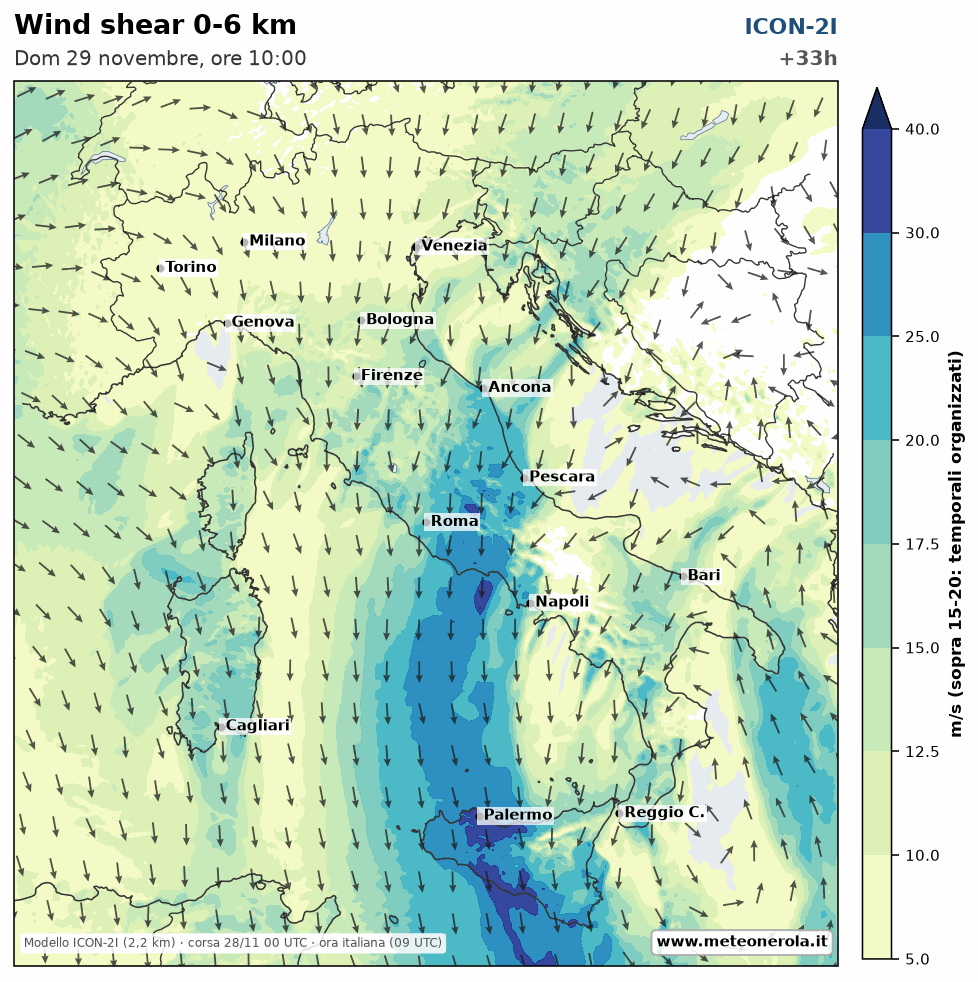 Wind shear 0-6 km
ICON-2I
Dom 29 novembre, ore 10:00
+33h
40.0
30.0
25.0
20.0
17.5
15.0
12.5
10.0
5.0
m/s (sopra 15-20: temporali organizzati)
Milano
Venezia
Torino
Genova
Bologna
Firenze
Ancona
Pescara
Roma
Bari
Napoli
Cagliari
Palermo
Reggio C.
Modello ICON-2I (2,2 km) · corsa 28/11 00 UTC · ora italiana (09 UTC)
www.meteonerola.it